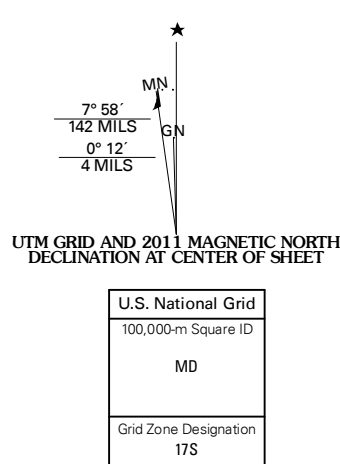 ★
MN
7° 58´
142 MILS
GN
0° 12´
4 MILS
UTM GRID AND 2011 MAGNETIC NORTH
DECLINATION AT CENTER OF SHEET
U.S. National Grid
100,000-m Square ID
MD
Grid Zone Designation
17S